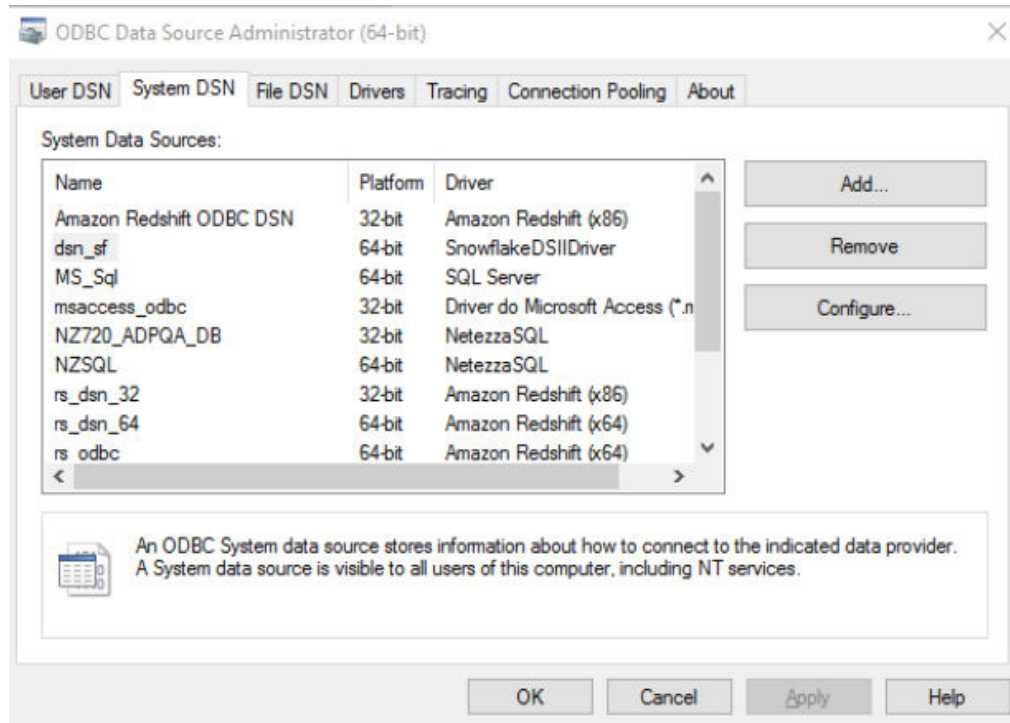 ODBC Data Source Administrator (64-bit)
User DSN System DSN File DSN Drivers Tracing Connection Pooling About
System Data Sources:
Name Platform Driver
Amazon Redshift ODBC DSN 32-bit Amazon Redshift (x86)
dsn_sf 64-bit SnowflakeDSIIDriver
MS_Sql 64-bit SQL Server
msaccess_odbc 32-bit Driver do Microsoft Access (*.n
NZ720_ADPQA_DB 32-bit NetezzaSQL
NZSQL 64-bit NetezzaSQL
rs_dsn_32 32-bit Amazon Redshift (x86)
rs_dsn_64 64-bit Amazon Redshift (x64)
rs_odbc 64-bit Amazon Redshift (x64)
Add...
Remove
Configure...
An ODBC System data source stores information about how to connect to the indicated data provider.
A System data source is visible to all users of this computer, including NT services.
OK Cancel Apply Help